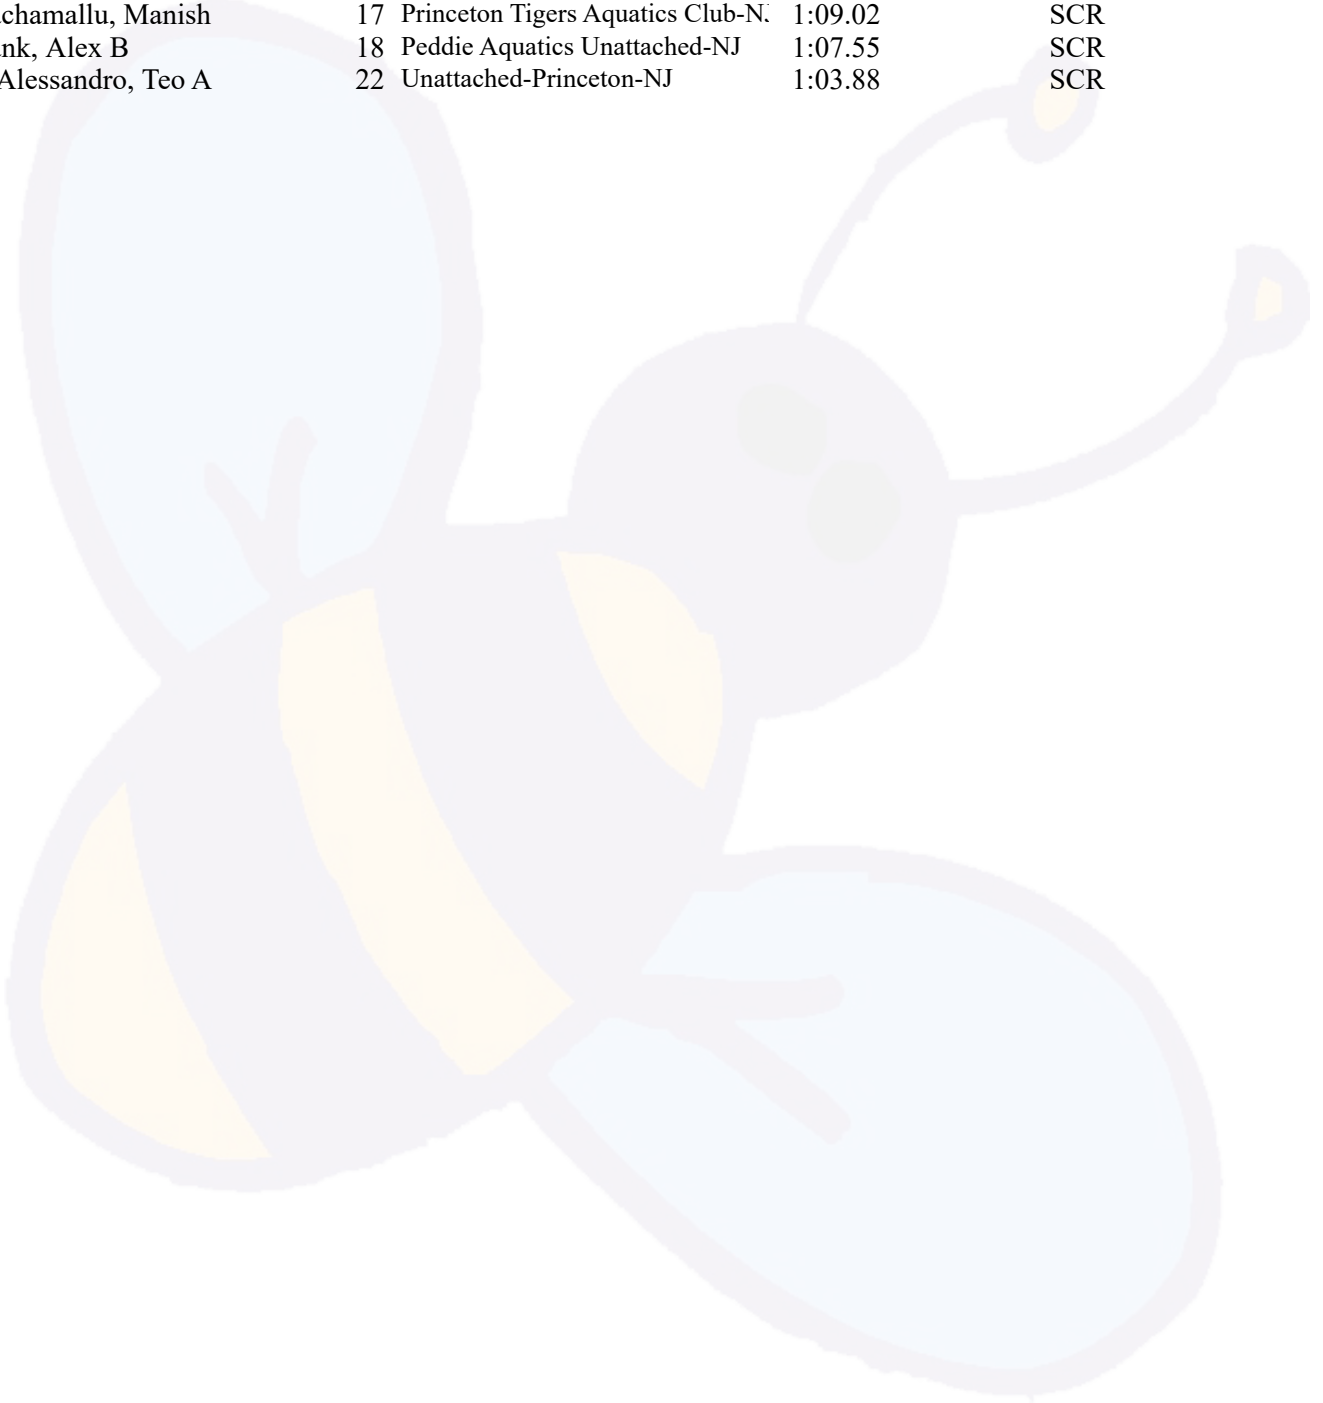 chamallu, Manish 17 Princeton Tigers Aquatics Club-N 1:09.02 SCR
nk, Alex B 18 Peddie Aquatics Unattached-NJ 1:07.55 SCR
Alessandro, Teo A 22 Unattached-Princeton-NJ 1:03.88 SCR